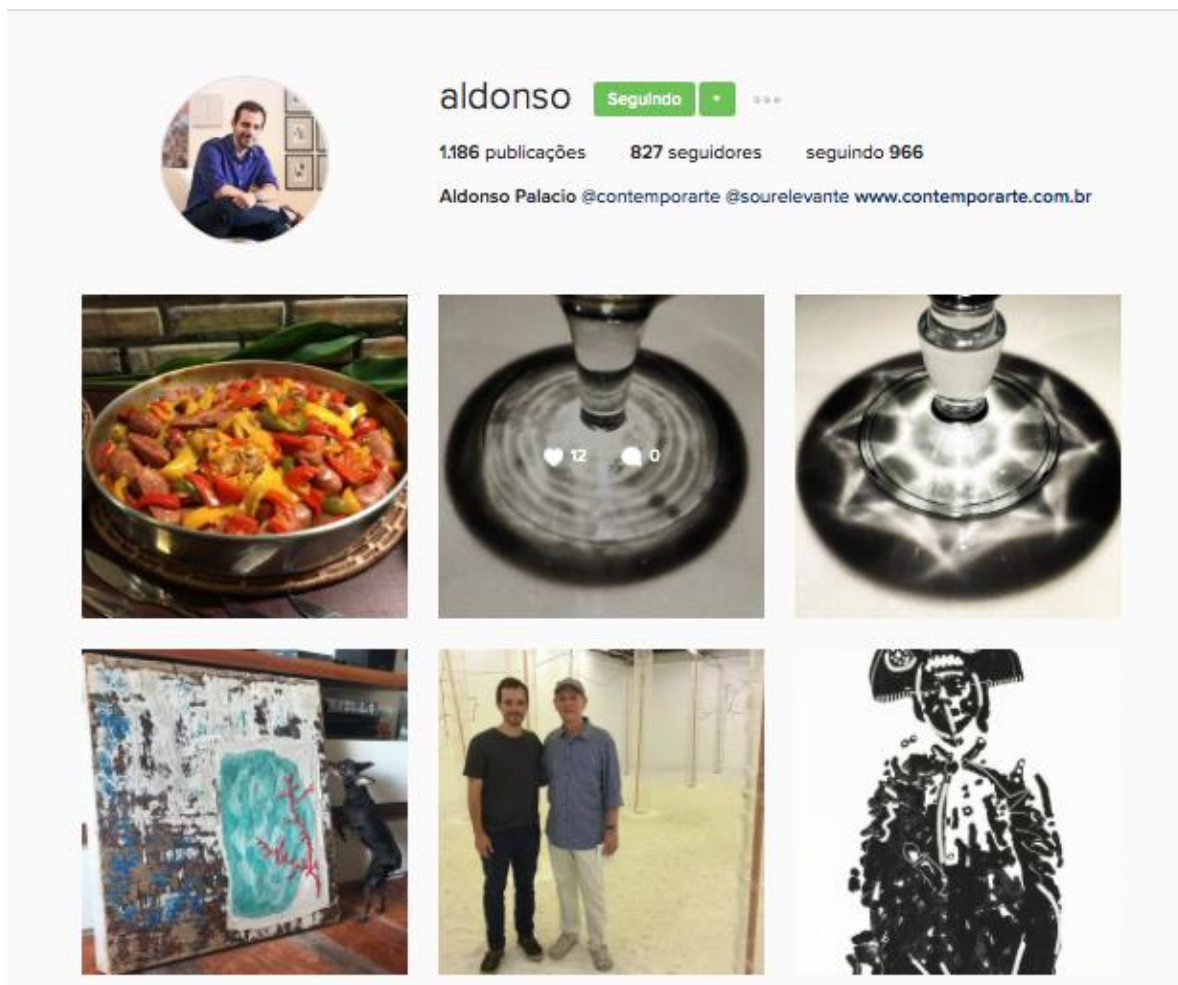 aldonso Seguindo
1.186 publicações 827 seguidores seguindo 966
Aldonso Palacio @contemporarte @sourelevante www.contemporarte.com.br
12 0